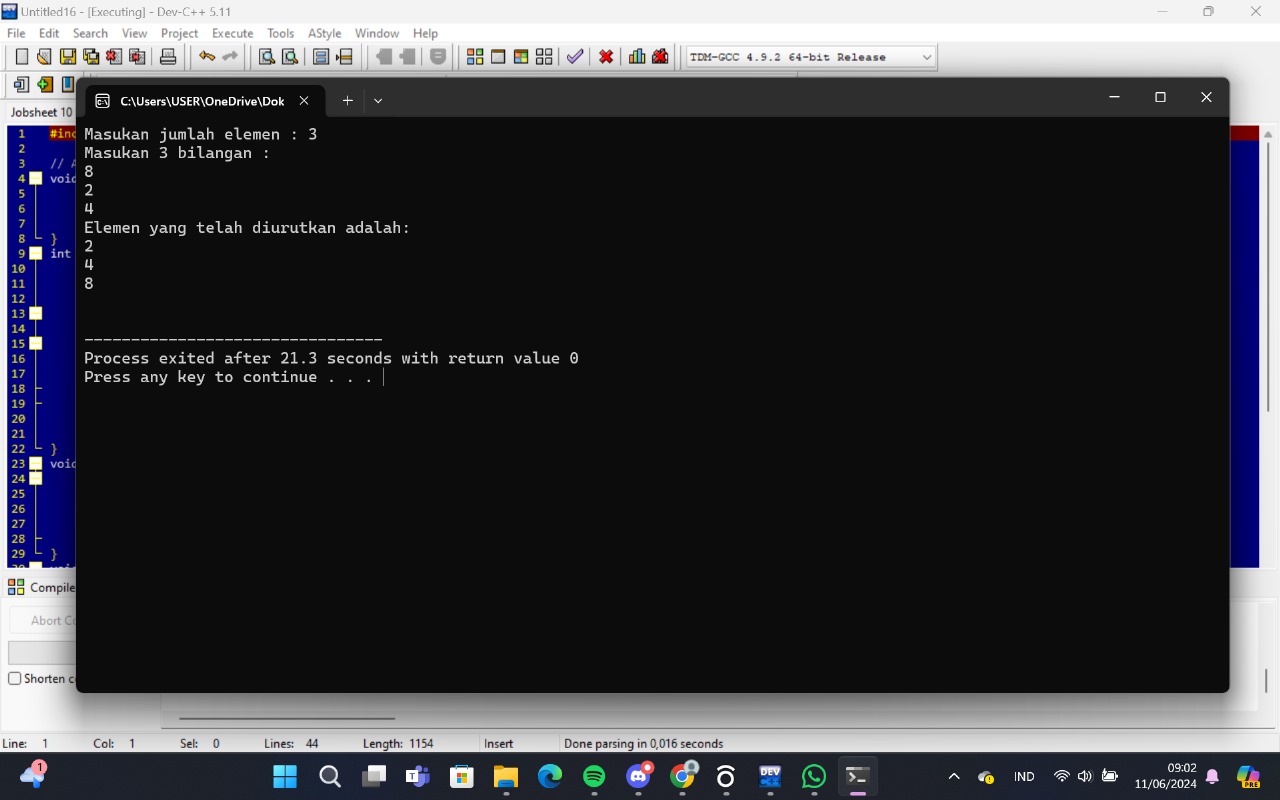 Untitled16 - [Executing] - Dev-C++ 5.11
File Edit Search View Project Execute Tools AStyle Window Help
TDM-GCC 4.9.2 64-bit Release
Jobsheet 10
C:\Users\USER\OneDrive\Dok
Masukan jumlah elemen : 3
Masukan 3 bilangan :
8
2
4
Elemen yang telah diurutkan adalah:
2
4
8
--------------------------------
Process exited after 21.3 seconds with return value 0
Press any key to continue . . .
1 #inc
2
3 // A
4 void
5
6
7
8 }
9 int
10
11
12
13
14
15
16
17
18
19
20
21
22 }
23 void
24
25
26
27
28
29 }
Compile
Abort Co
Shorten c
Line: 1 Col: 1 Sel: 0 Lines: 44 Length: 1154 Insert Done parsing in 0,016 seconds
1
DEV
IND
09:02
11/06/2024
PRE